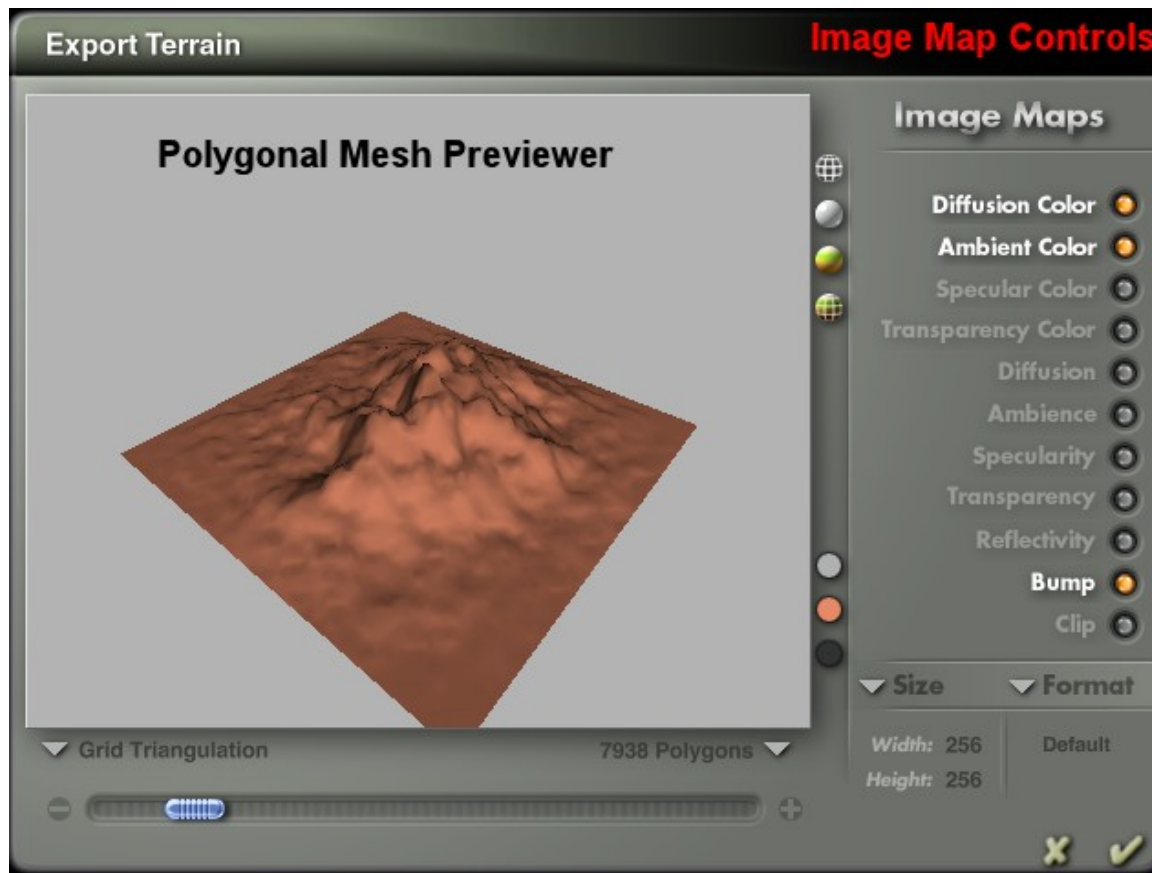 Export Terrain
Image Map Controls
Image Maps
Polygonal Mesh Previewer
Diffusion Color
Ambient Color
Specular Color
Transparency Color
Diffusion
Ambience
Specularity
Transparency
Reflectivity
Bump
Clip
Size Format
Width: 256 Default
Height: 256
Grid Triangulation 7938 Polygons